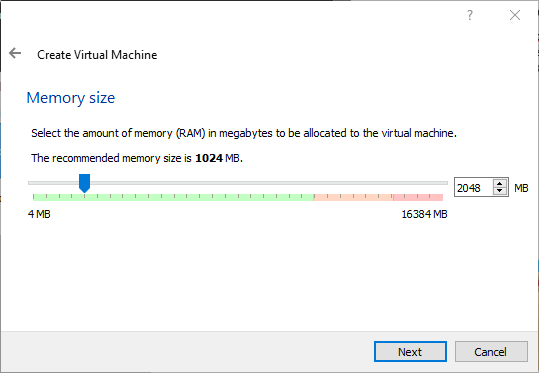 ?
Create Virtual Machine
Memory size
Select the amount of memory (RAM) in megabytes to be allocated to the virtual machine.
The recommended memory size is 1024 MB.
2048 MB
4 MB 16384 MB
Next Cancel